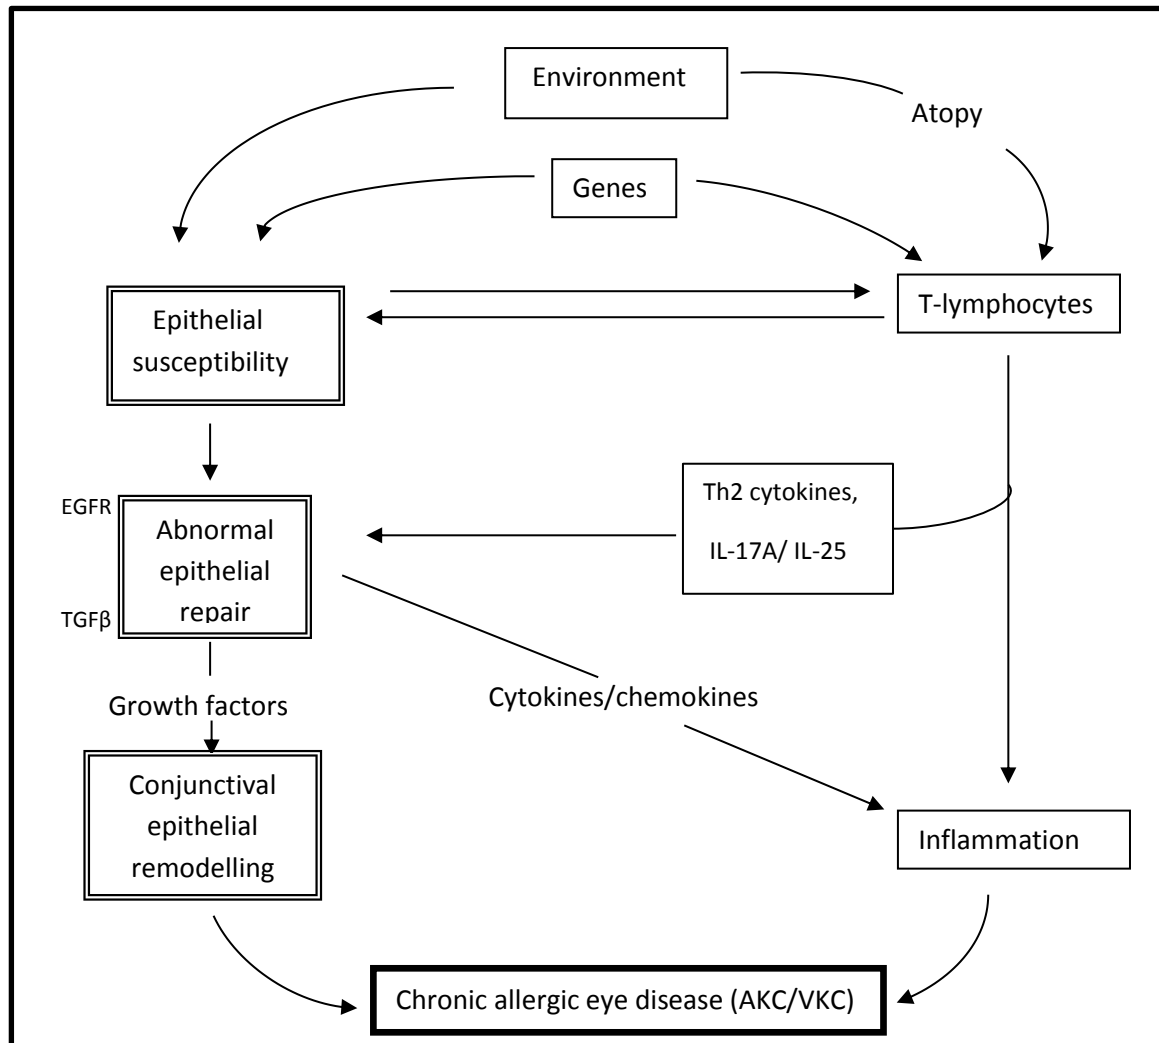 Environment
Atopy
Genes
Epithelial
susceptibility
T-lymphocytes
EGFR
Abnormal
epithelial
repair
TGFβ
Th2 cytokines,
IL-17A/ IL-25
Growth factors
Cytokines/chemokines
Conjunctival
epithelial
remodelling
Inflammation
Chronic allergic eye disease (AKC/VKC)